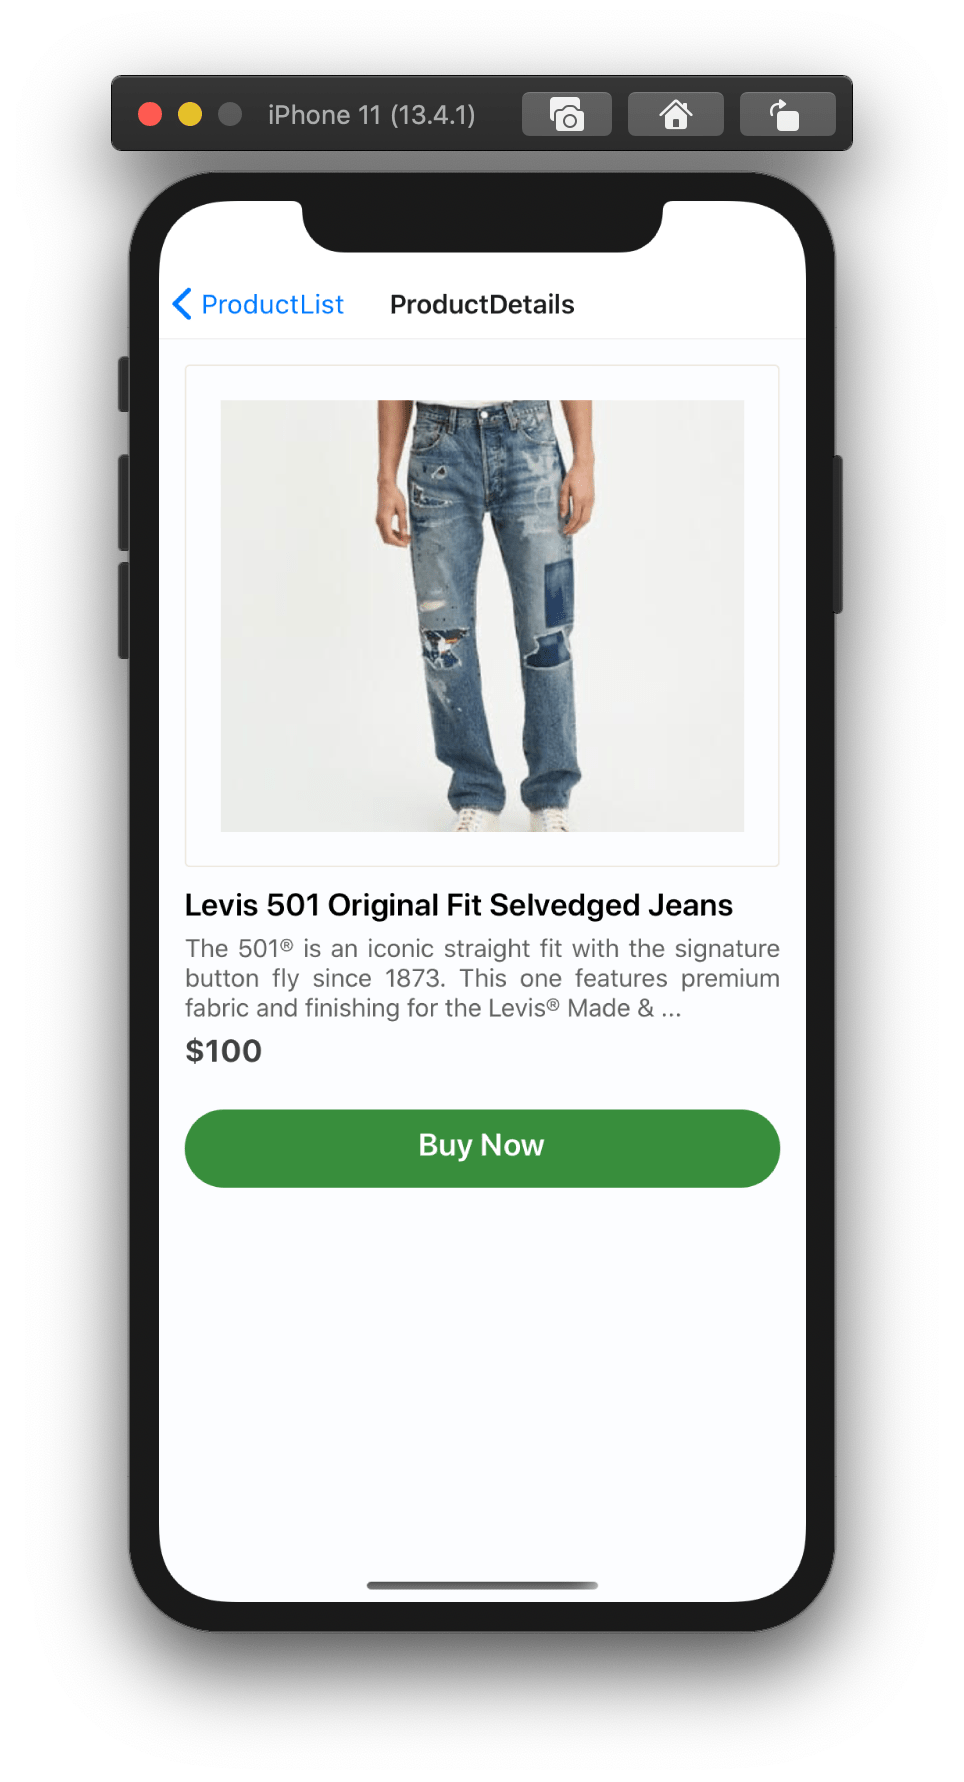 iPhone 11 (13.4.1)
ProductList
ProductDetails
Levis 501 Original Fit Selvedged Jeans
The 501® is an iconic straight fit with the signature
button fly since 1873. This one features premium
fabric and finishing for the Levis® Made & ...
$100
Buy Now